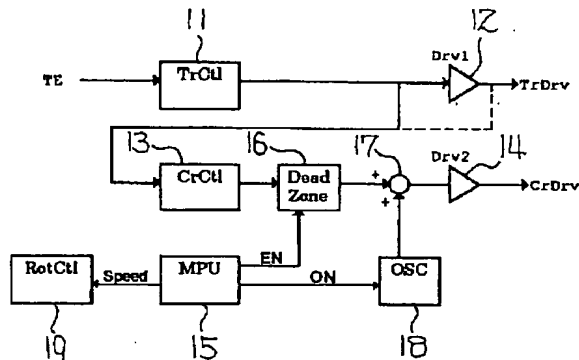 11
12
Drv1
TE
TrCtl
TrDrv
13
16
17
Drv2
14
CrCtl
Dead
Zone
+
+
CrDrv
EN
RotCtl
Speed
MPU
ON
OSC
19
15
18